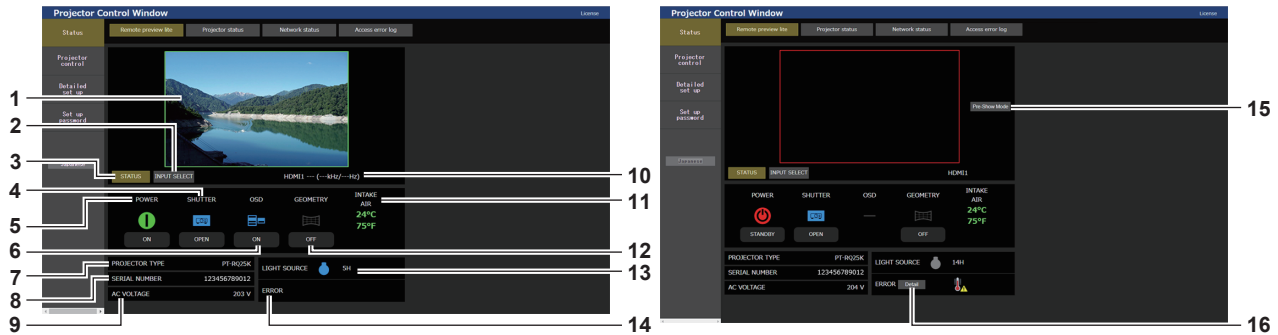 Projector Control Window License
Status
Remote preview lite Projector status Network status Access error log
Projector
control
Detailed
set up
Set up
password
1
2
3
STATUS INPUT SELECT HDMI1 --- (---kHz/---Hz)
10
4
5
POWER SHUTTER OSD GEOMETRY INTAKE
AIR
24°C
75°F
11
ON OPEN ON OFF
6
12
7
PROJECTOR TYPE PT-RQ25K
8
SERIAL NUMBER 123456789012
9
AC VOLTAGE 203 V
LIGHT SOURCE 5H
13
ERROR
14
Projector Control Window License
Status
Remote preview lite Projector status Network status Access error log
Projector
control
Detailed
set up
Set up
password
Japanese
Pre-Show Mode
15
STATUS INPUT SELECT HDMI1
POWER SHUTTER OSD GEOMETRY INTAKE
AIR
24°C
75°F
STANDBY OPEN OFF
PROJECTOR TYPE PT-RQ25K
SERIAL NUMBER 123456789012
AC VOLTAGE 204 V
LIGHT SOURCE 14H
ERROR Detail
16